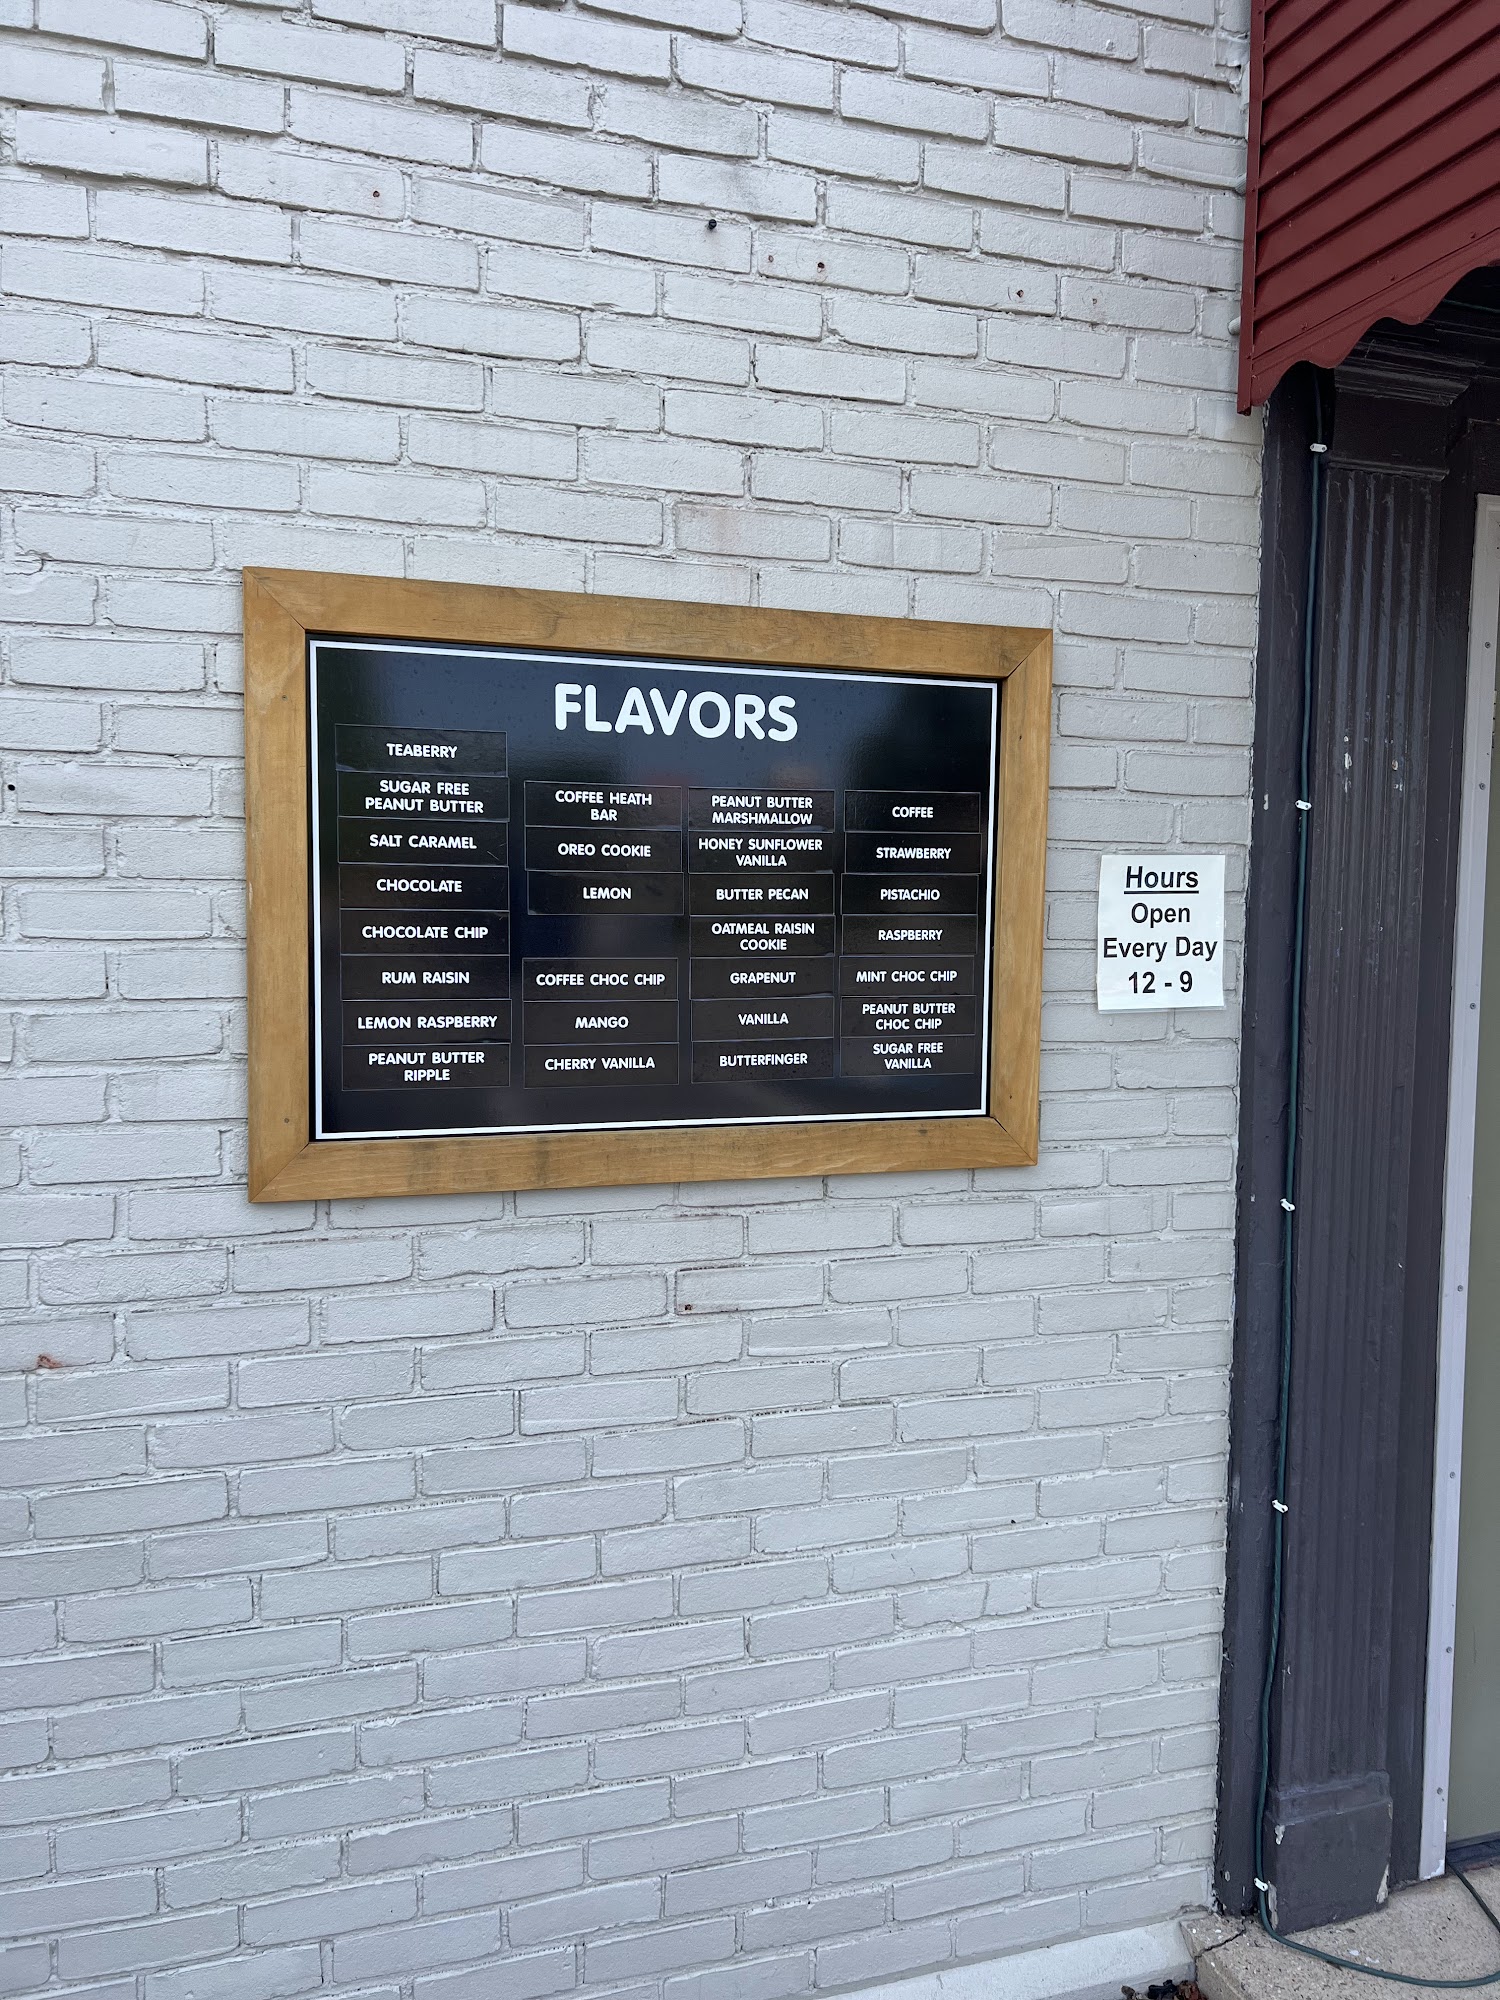 FLAVORS
TEABERRY
SUGAR FREE
PEANUT BUTTER
SALT CARAMEL
CHOCOLATE
CHOCOLATE CHIP
RUM RAISIN
LEMON RASPBERRY
PEANUT BUTTER
RIPPLE
COFFEE HEATH
BAR
OREO COOKIE
LEMON
COFFEE CHOC CHIP
MANGO
CHERRY VANILLA
PEANUT BUTTER
MARSHMALLOW
HONEY SUNFLOWER
VANILLA
BUTTER PECAN
OATMEAL RAISIN
COOKIE
GRAPENUT
VANILLA
BUTTERFINGER
COFFEE
STRAWBERRY
PISTACHIO
RASPBERRY
MINT CHOC CHIP
PEANUT BUTTER
CHOC CHIP
SUGAR FREE
VANILLA
Hours
Open
Every Day
12 - 9